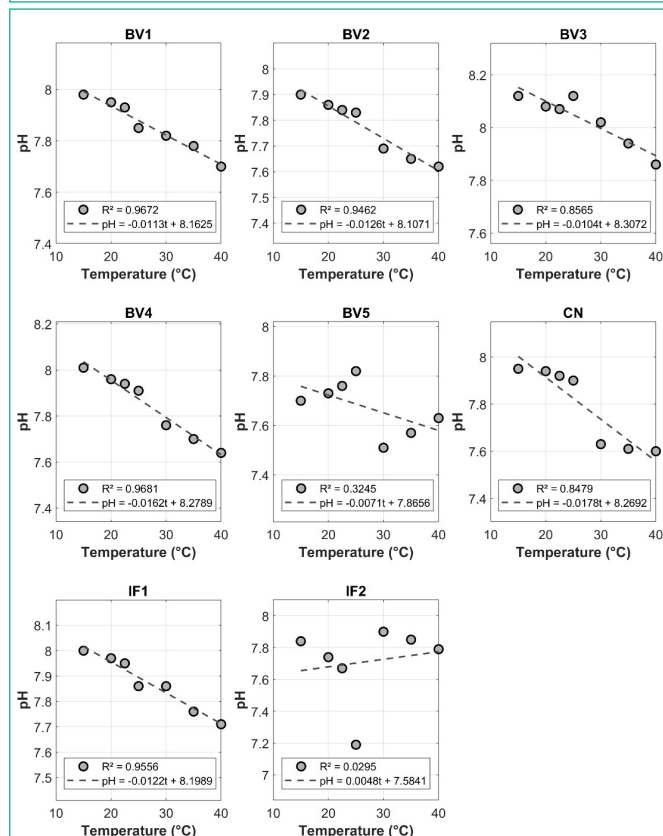 BV1
8
7.8
7.6
7.4
pH
R² = 0.9672
pH = -0.0113t + 8.1625
10 20 30 40
Temperature (°C)
BV2
8
7.9
7.8
7.7
7.6
7.5
7.4
pH
R² = 0.9462
pH = -0.0126t + 8.1071
10 20 30 40
Temperature (°C)
BV3
8.2
8
7.8
7.6
pH
R² = 0.8565
pH = -0.0104t + 8.3072
10 20 30 40
Temperature (°C)
BV4
8.2
8
7.8
7.6
7.4
pH
R² = 0.9681
pH = -0.0162t + 8.2789
10 20 30 40
Temperature (°C)
BV5
8
7.8
7.6
7.4
pH
R² = 0.3245
pH = -0.0071t + 7.8656
10 20 30 40
Temperature (°C)
CN
8
7.8
7.6
7.4
pH
R² = 0.8479
pH = -0.0178t + 8.2692
10 20 30 40
Temperature (°C)
IF1
8.1
8
7.9
7.8
7.7
7.6
7.5
pH
R² = 0.9556
pH = -0.0122t + 8.1989
10 20 30 40
Temperature (°C)
IF2
8
7.8
7.6
7.4
7.2
7
pH
R² = 0.0295
pH = 0.0048t + 7.5841
10 20 30 40
Temperature (°C)